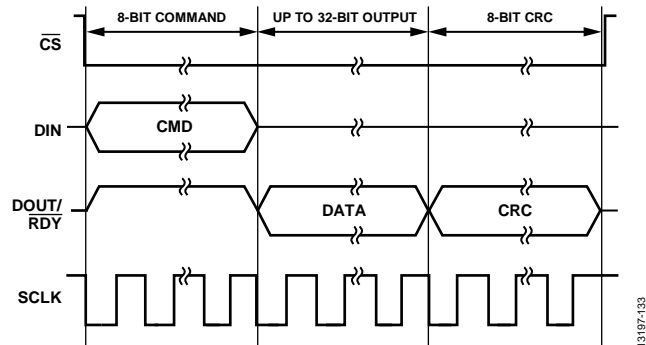 8-BIT COMMAND
UP TO 32-BIT OUTPUT
8-BIT CRC
CS
DIN
CMD
DOUT/
RDY
DATA
CRC
SCLK
13197-133